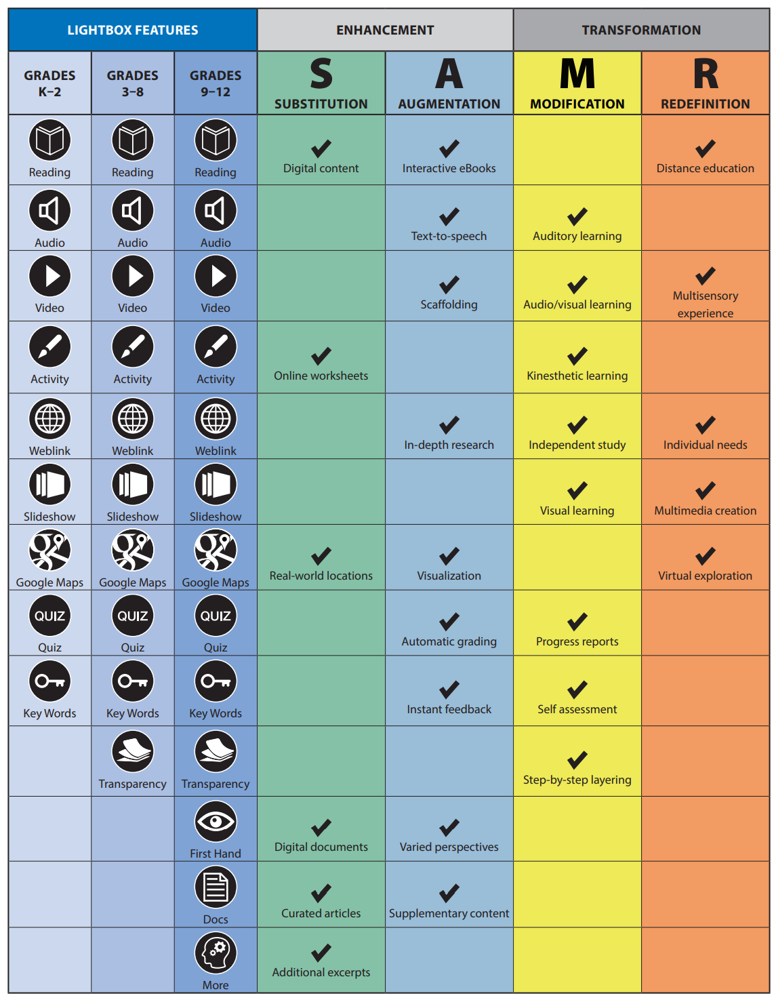 LIGHTBOX FEATURES ENHANCEMENT TRANSFORMATION
GRADES K–2 GRADES 3–8 GRADES 9–12 S SUBSTITUTION A AUGMENTATION M MODIFICATION R REDEFINITION
Reading Reading Reading Digital content Interactive eBooks Distance education
Audio Audio Audio Text-to-speech Auditory learning
Video Video Video Scaffolding Audio/visual learning Multisensory experience
Activity Activity Activity Online worksheets Kinesthetic learning
Weblink Weblink Weblink In-depth research Independent study Individual needs
Slideshow Slideshow Slideshow Visual learning Multimedia creation
Google Maps Google Maps Google Maps Real-world locations Visualization Virtual exploration
QUIZ QUIZ QUIZ
Quiz Quiz Quiz Automatic grading Progress reports
Key Words Key Words Key Words Instant feedback Self assessment
Transparency Transparency Step-by-step layering
First Hand Digital documents Varied perspectives
Docs Curated articles Supplementary content
More Additional excerpts